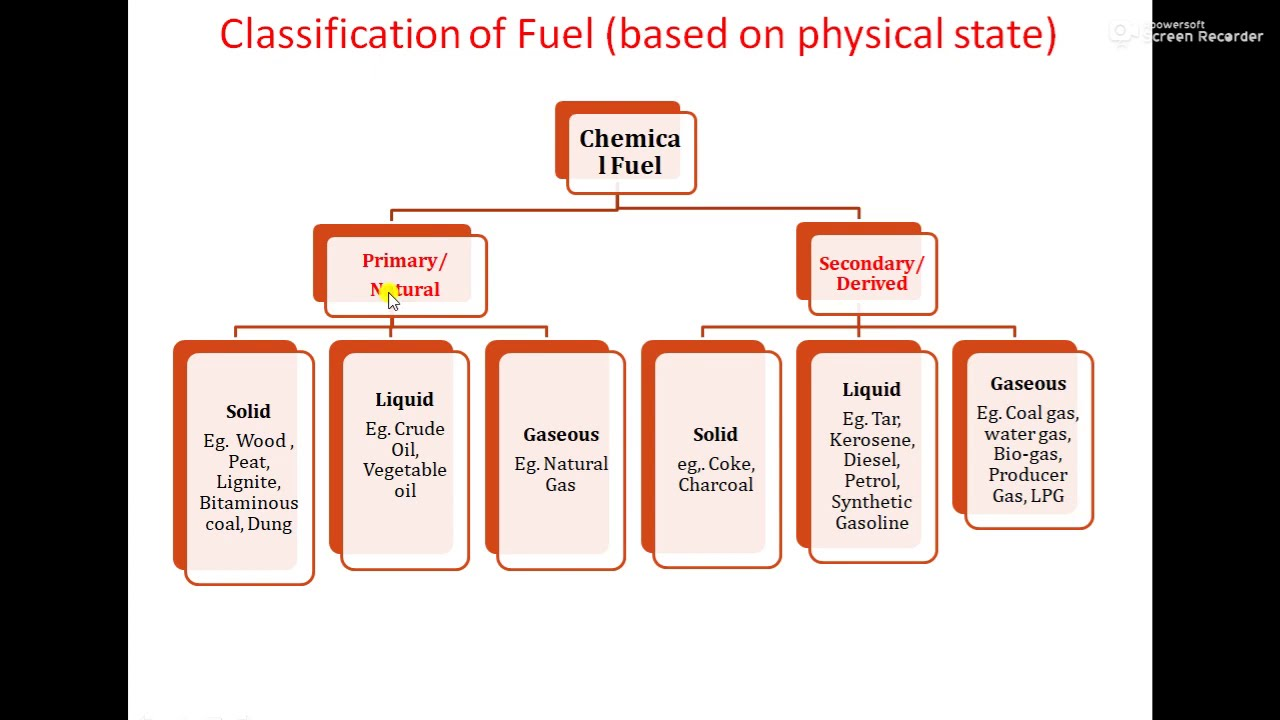 Classification of Fuel (based on physical state)
Screen Recorder
Chemica
l Fuel
Primary/
Natural
Secondary/
Derived
Solid
Eg. Wood ,
Peat,
Lignite,
Bitaminous
coal, Dung
Liquid
Eg. Crude
Oil,
Vegetable
oil
Gaseous
Eg. Natural
Gas
Solid
eg,. Coke,
Charcoal
Liquid
Eg. Tar,
Kerosene,
Diesel,
Petrol,
Synthetic
Gasoline
Gaseous
Eg. Coal gas,
water gas,
Bio-gas,
Producer
Gas, LPG